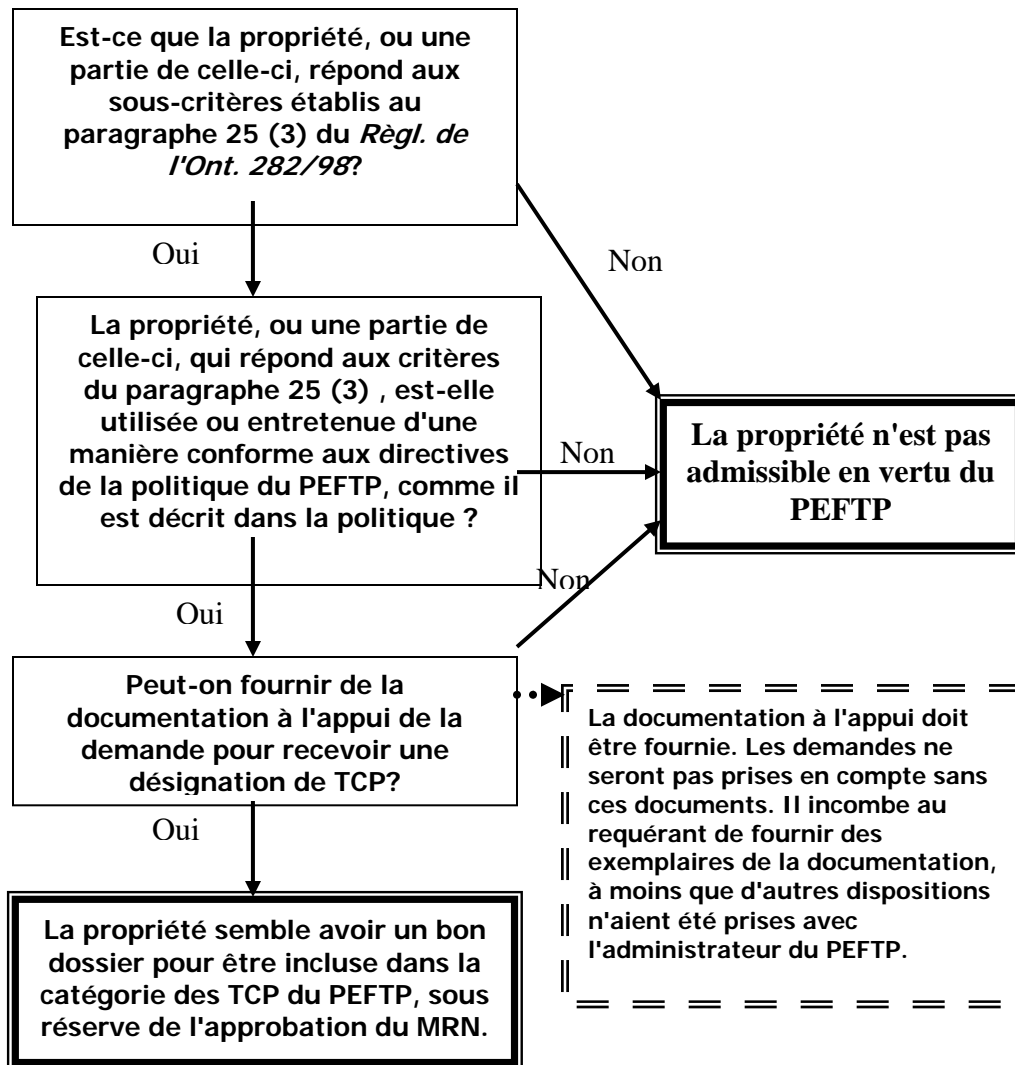 Est-ce que la propriété, ou une
partie de celle-ci, répond aux
sous-critères établis au
paragraphe 25 (3) du Règl. de
l'Ont. 282/98?
Oui
Non
La propriété, ou une partie de
celle-ci, qui répond aux critères
du paragraphe 25 (3) , est-elle
utilisée ou entretenue d'une
manière conforme aux directives
de la politique du PEFTP, comme il
est décrit dans la politique ?
Non
La propriété n'est pas
admissible en vertu du
PEFTP
Oui
Non
Peut-on fournir de la
documentation à l'appui de la
demande pour recevoir une
désignation de TCP?
La documentation à l'appui doit
être fournie. Les demandes ne
seront pas prises en compte sans
ces documents. Il incombe au
requérant de fournir des
exemplaires de la documentation,
à moins que d'autres dispositions
n'aient été prises avec
l'administrateur du PEFTP.
Oui
La propriété semble avoir un bon
dossier pour être incluse dans la
catégorie des TCP du PEFTP, sous
réserve de l'approbation du MRN.